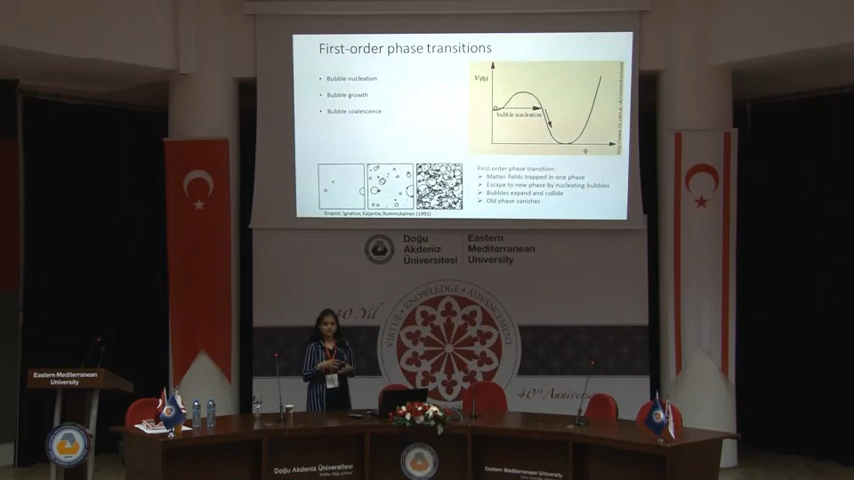 First-order phase transitions
• Bubble nucleation
• Bubble growth
• Bubble coalescence
V(ϕ)
bubble nucleation
ϕ
First-order phase transition:
• Matter fields trapped in one phase
• Escape to new phase by nucleating bubbles
• Bubbles expand and collide
• Old phase vanishes
Enqvist, Ignatius, Kajantie, Rummukainen (1991)
Doğu
Akdeniz
Üniversitesi
Eastern
Mediterranean
University
40 Yıl
VIRTUE • KNOWLEDGE • ADVANCEMENT
40th Annivers
Eastern Mediterranean
University
Doğu Akdeniz Üniversitesi
Eastern Mediterranean University